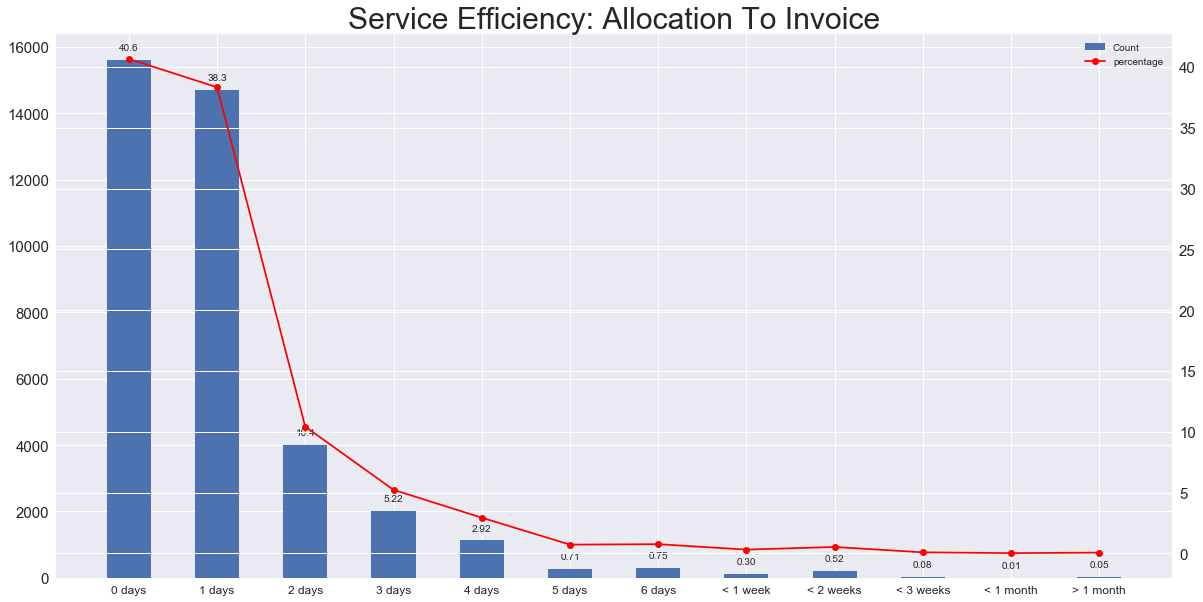 Service Efficiency: Allocation To Invoice
Count
percentage
16000
14000
12000
10000
8000
6000
4000
2000
0
40
35
30
25
20
15
10
5
0
40.6
38.3
10.4
5.22
2.92
0.71
0.75
0.30
0.52
0.08
0.01
0.05
0 days
1 days
2 days
3 days
4 days
5 days
6 days
< 1 week
< 2 weeks
< 3 weeks
< 1 month
> 1 month